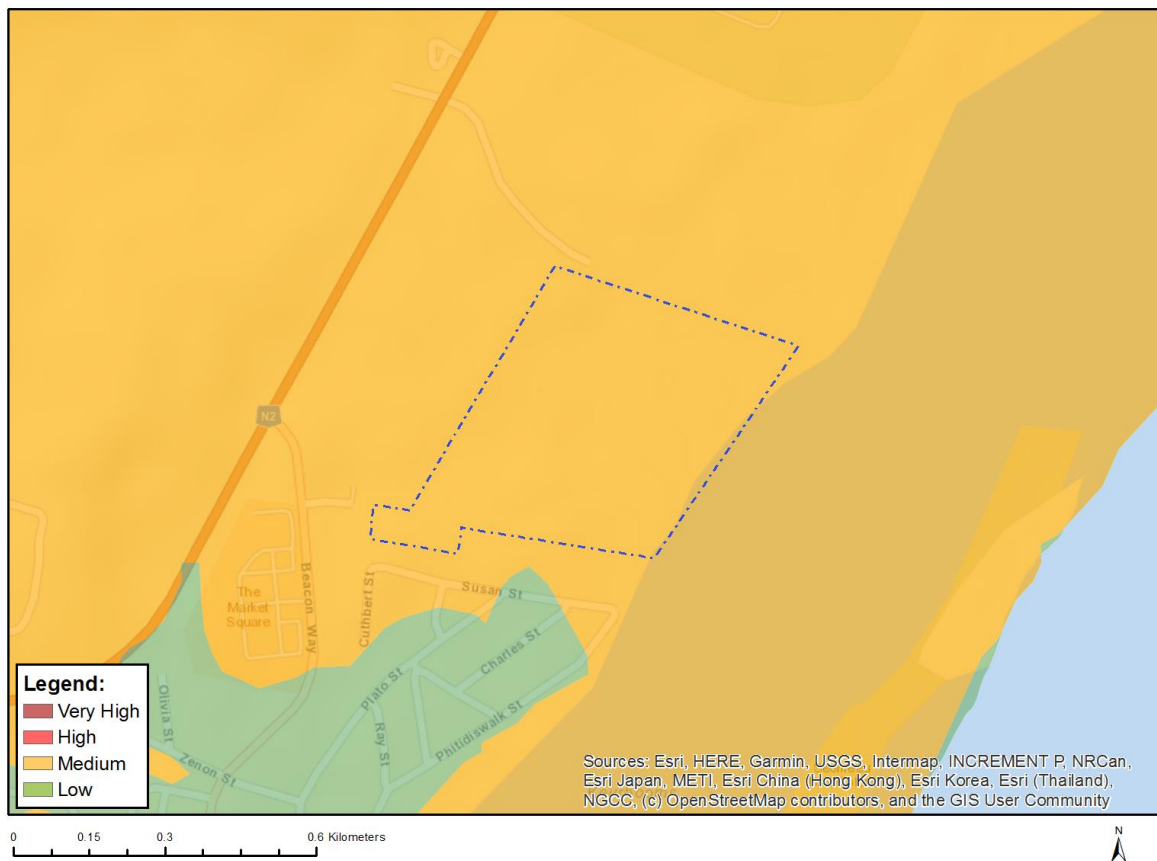 N2
The
Market
Square
Beacon Way
Cuthbert St
Susan St
Charles St
Plato St
Ray St
Phitidiswalk St
Olivia St
Zenon St
Legend:
Very High
High
Medium
Low
Sources: Esri, HERE, Garmin, USGS, Intermap, INCREMENT P, NRCan,
Esri Japan, METI, Esri China (Hong Kong), Esri Korea, Esri (Thailand),
NGCC, (c) OpenStreetMap contributors, and the GIS User Community
0 0.15 0.3 0.6 Kilometers
N